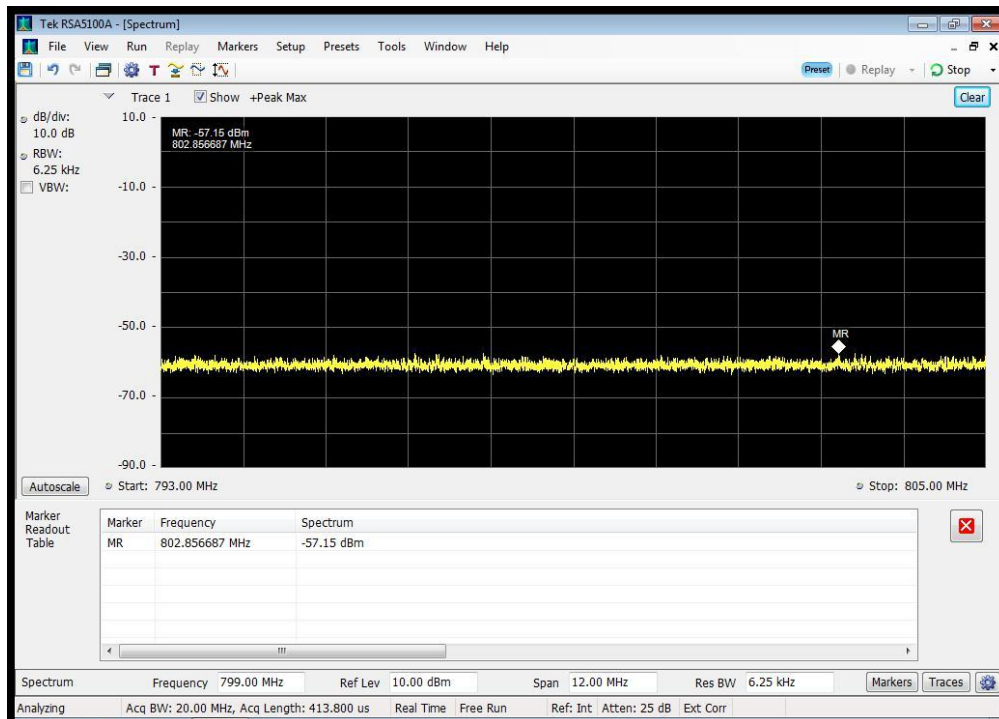 Tek RSA5100A - [Spectrum]
File View Run Replay Markers Setup Presets Tools Window Help
T Preset Replay Stop
Trace 1 Show +Peak Max Clear
dB/div: 10.0 dB
RBW: 6.25 kHz
VBW:
10.0
-10.0
-30.0
-50.0
-70.0
-90.0
MR: -57.15 dBm
802.856687 MHz
MR
Autoscale Start: 793.00 MHz Stop: 805.00 MHz
Marker Readout Table
Marker Frequency Spectrum
MR 802.856687 MHz -57.15 dBm
Spectrum Frequency 799.00 MHz Ref Lev 10.00 dBm Span 12.00 MHz Res BW 6.25 kHz Markers Traces
Analyzing Acq BW: 20.00 MHz, Acq Length: 413.800 us Real Time Free Run Ref: Int Atten: 25 dB Ext Corr